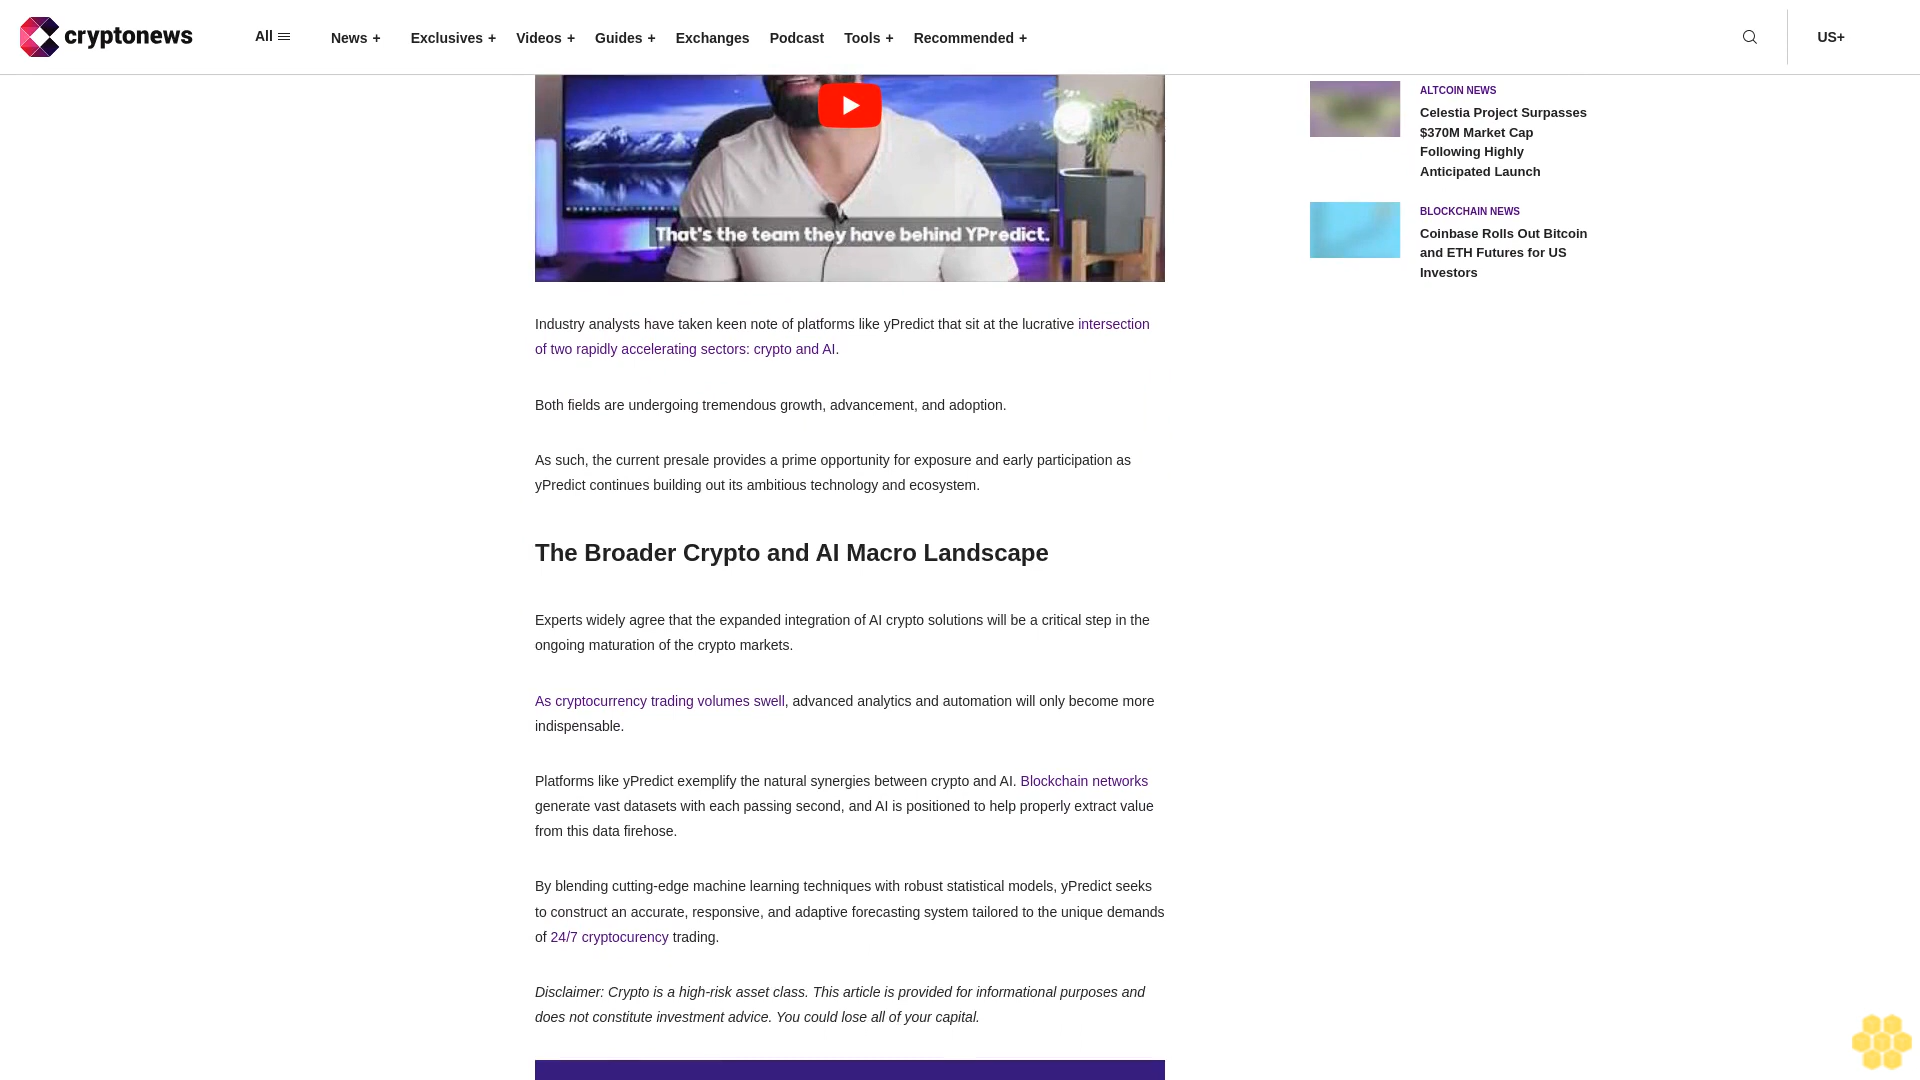 cryptonews
All
News +
Exclusives +
Videos +
Guides +
Exchanges
Podcast
Tools +
Recommended +
US+
That's the team they have behind YPredict.
Industry analysts have taken keen note of platforms like yPredict that sit at the lucrative intersection
of two rapidly accelerating sectors: crypto and AI.
Both fields are undergoing tremendous growth, advancement, and adoption.
As such, the current presale provides a prime opportunity for exposure and early participation as
yPredict continues building out its ambitious technology and ecosystem.
The Broader Crypto and AI Macro Landscape
Experts widely agree that the expanded integration of AI crypto solutions will be a critical step in the
ongoing maturation of the crypto markets.
As cryptocurrency trading volumes swell, advanced analytics and automation will only become more
indispensable.
Platforms like yPredict exemplify the natural synergies between crypto and AI. Blockchain networks
generate vast datasets with each passing second, and AI is positioned to help properly extract value
from this data firehose.
By blending cutting-edge machine learning techniques with robust statistical models, yPredict seeks
to construct an accurate, responsive, and adaptive forecasting system tailored to the unique demands
of 24/7 cryptocurency trading.
Disclaimer: Crypto is a high-risk asset class. This article is provided for informational purposes and
does not constitute investment advice. You could lose all of your capital.
ALTCOIN NEWS
Celestia Project Surpasses
$370M Market Cap
Following Highly
Anticipated Launch
BLOCKCHAIN NEWS
Coinbase Rolls Out Bitcoin
and ETH Futures for US
Investors